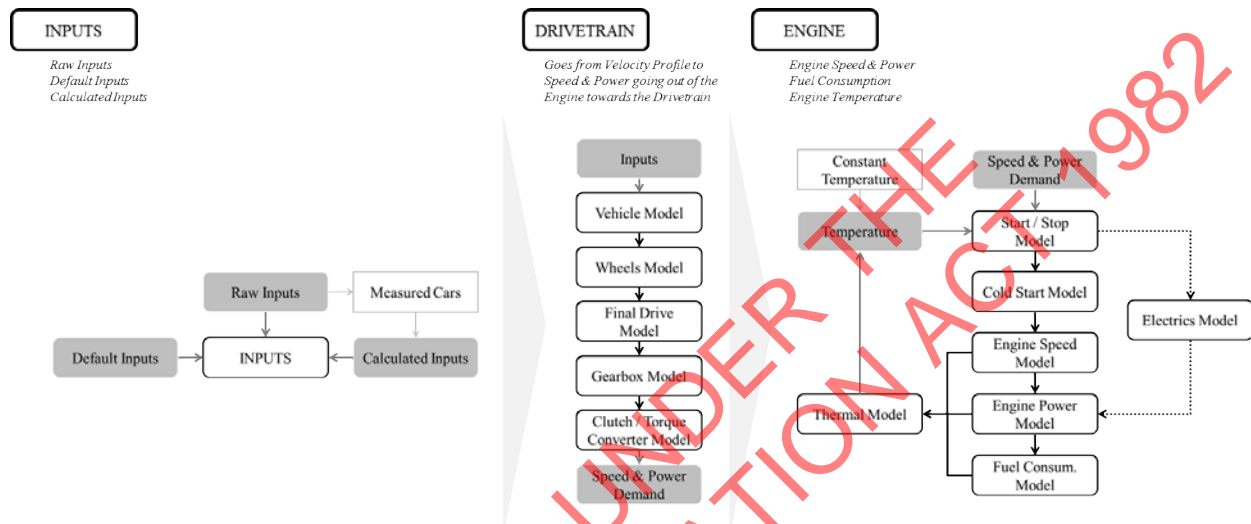 INPUTS
Raw Inputs
Default Inputs
Calculated Inputs
Raw Inputs
Measured Cars
Default Inputs
INPUTS
Calculated Inputs
DRIVETRAIN
Goes from Velocity Profile to
Speed & Power going out of the
Engine towards the Drivetrain
Inputs
Vehicle Model
Wheels Model
Final Drive
Model
Gearbox Model
Clutch / Torque
Converter Model
Speed & Power
Demand
ENGINE
Engine Speed & Power
Fuel Consumption
Engine Temperature
Constant
Temperature
Speed & Power
Demand
Temperature
Start / Stop
Model
Cold Start Model
Electrics Model
Engine Speed
Model
Thermal Model
Engine Power
Model
Fuel Consum.
Model
UNDER THE
ATION ACT 1982